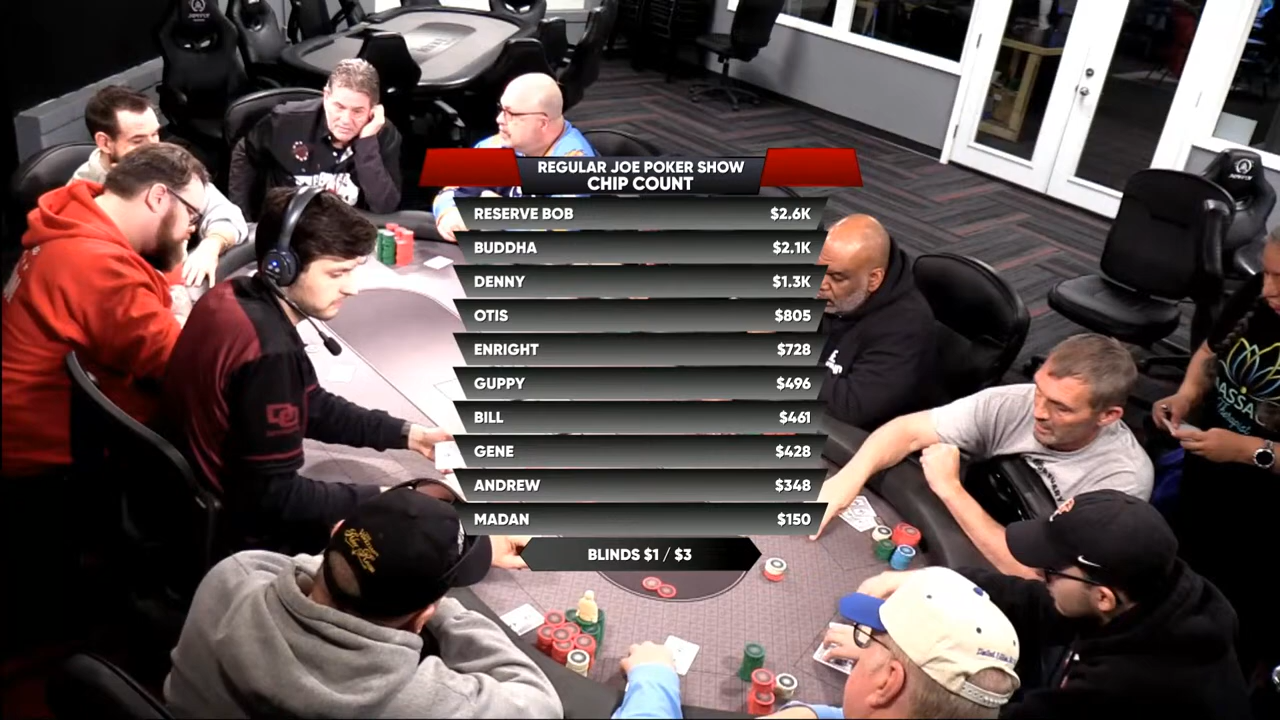 REGULAR JOE POKER SHOW
CHIP COUNT
RESERVE BOB $2.6K
BUDDHA $2.1K
DENNY $1.3K
OTIS $805
ENRIGHT $728
GUPPY $496
BILL $461
GENE $428
ANDREW $348
MADAN $150
BLINDS $1 / $3